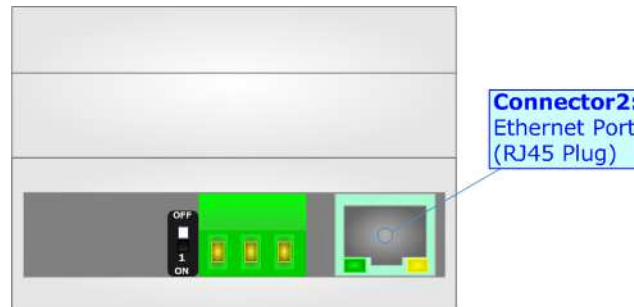 Connector2:
Ethernet Port
(RJ45 Plug)
OFF
1
ON